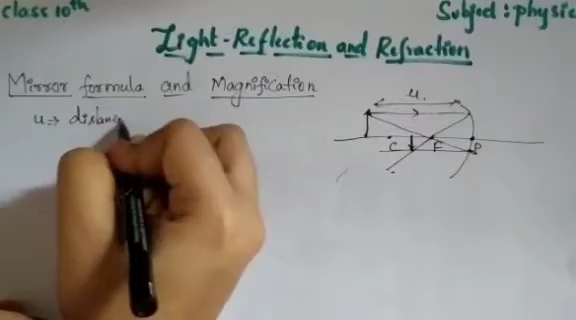 Class 10th
Subject : physic
Light-Reflection and Refraction
Mirror formula and Magnification
u → distanc
u.
C F P